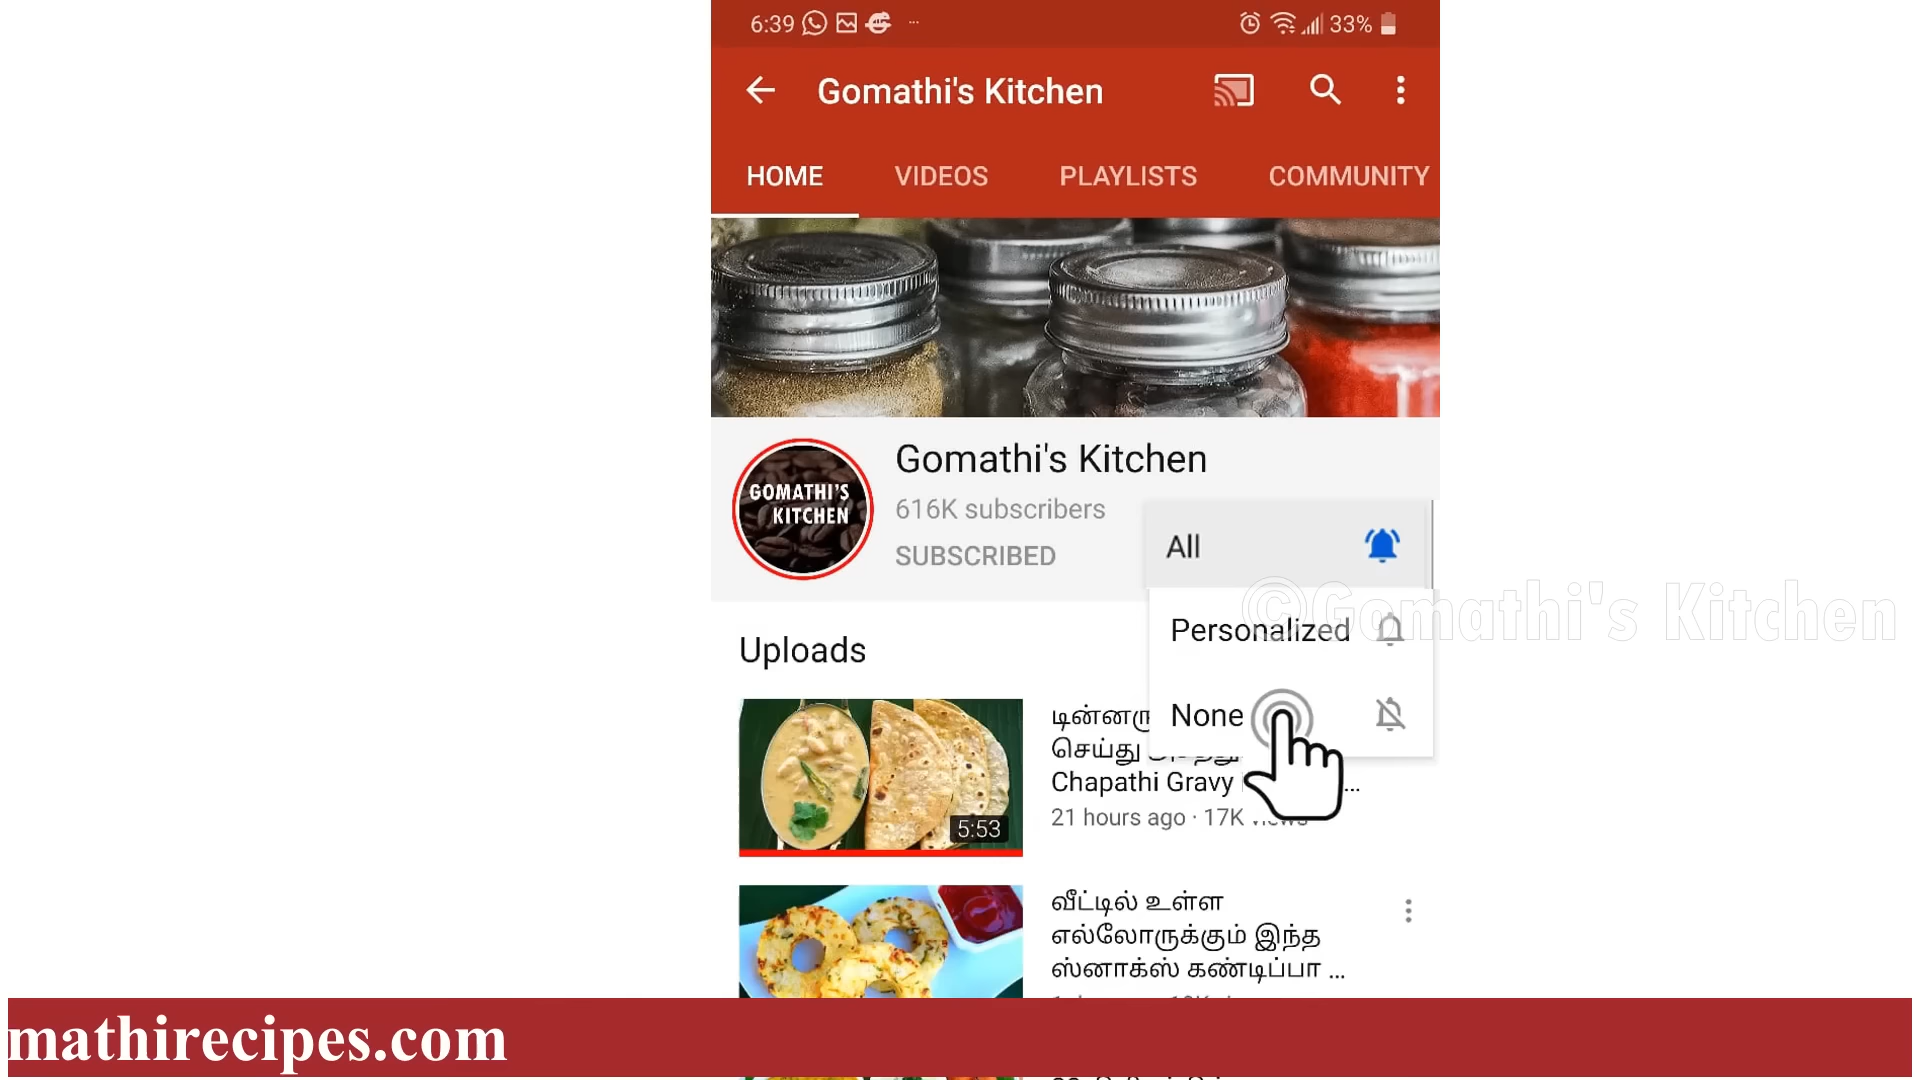 6:39
33%
Gomathi's Kitchen
HOME VIDEOS PLAYLISTS COMMUNITY
GOMATHI'S
KITCHEN
Gomathi's Kitchen
616K subscribers
SUBSCRIBED
All
Personalized
None
©Gomathi's Kitchen
Uploads
5:53
செய்து
Chapathi Gravy ...
21 hours ago · 17K views
வீட்டில் உள்ள
எல்லோருக்கும் இந்த
ஸ்னாக்ஸ் கண்டிப்பா ...
mathirecipes.com